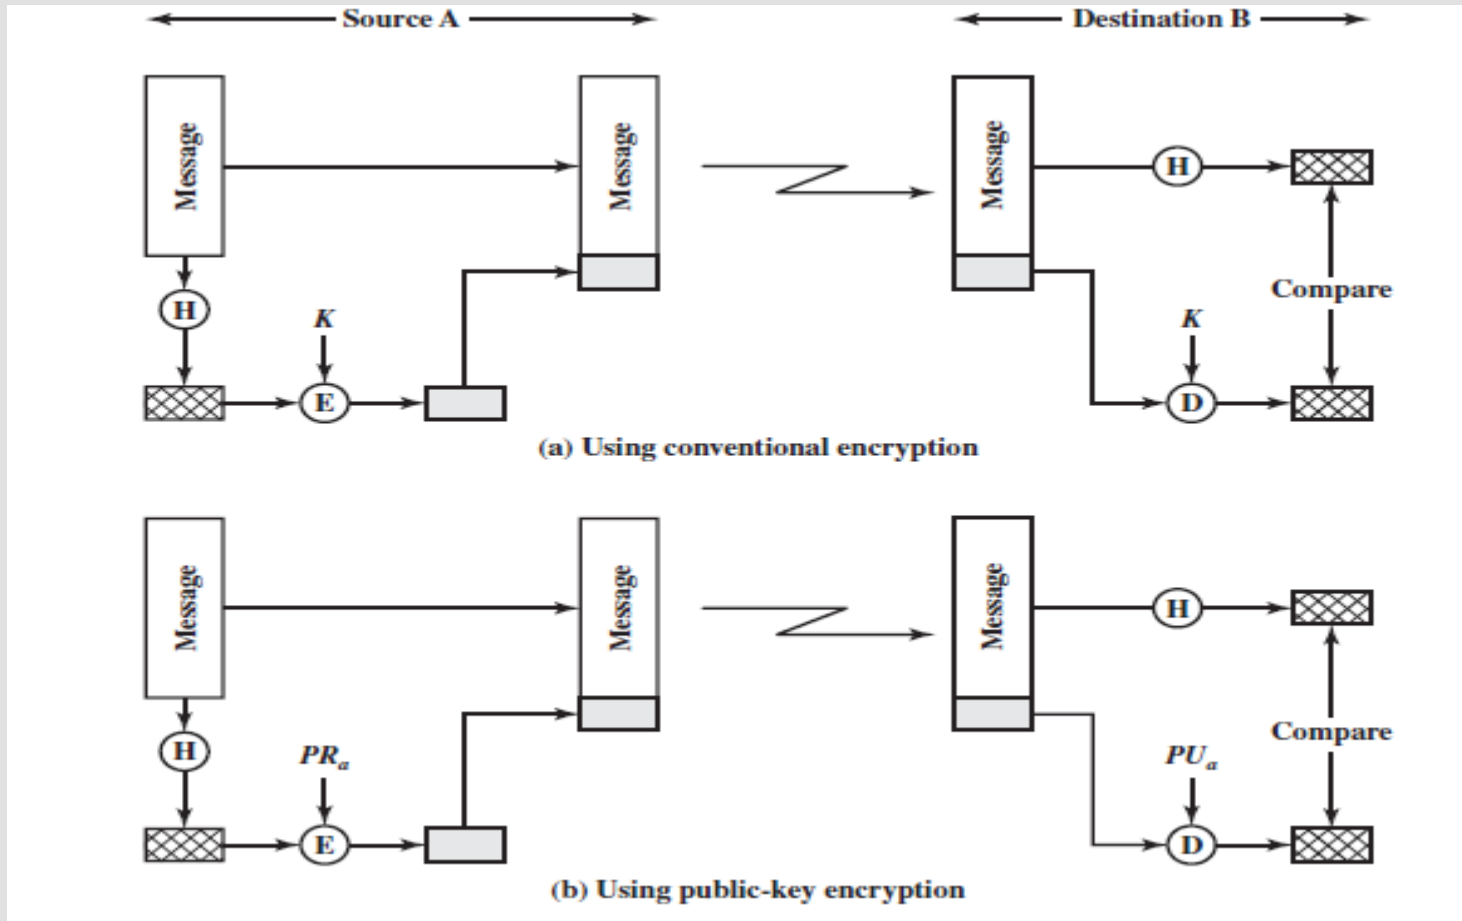 Source A
Destination B
Message
Message
Message
H
Compare
H
K
K
E
D
(a) Using conventional encryption
Message
Message
Message
H
Compare
H
PRa
PUa
E
D
(b) Using public-key encryption